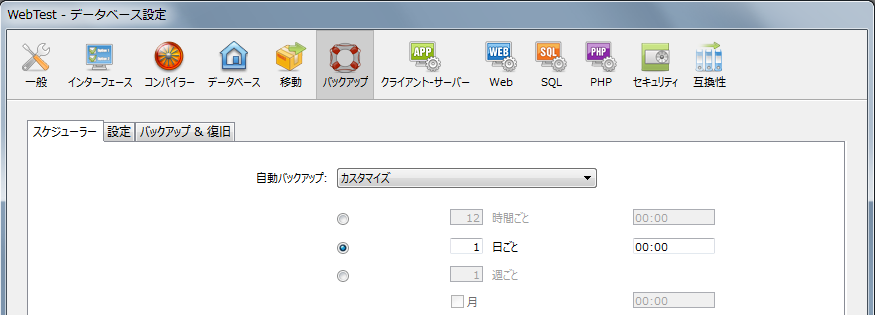 WebTest - データベース設定
一般 インターフェース コンパイラー データベース 移動 バックアップ クライアント-サーバー Web SQL PHP セキュリティ 互換性
APP WEB SQL PHP
スケジューラー 設定 バックアップ & 復旧
自動バックアップ: カスタマイズ
12 時間ごと 00:00
1 日ごと 00:00
1 週ごと
月 00:00